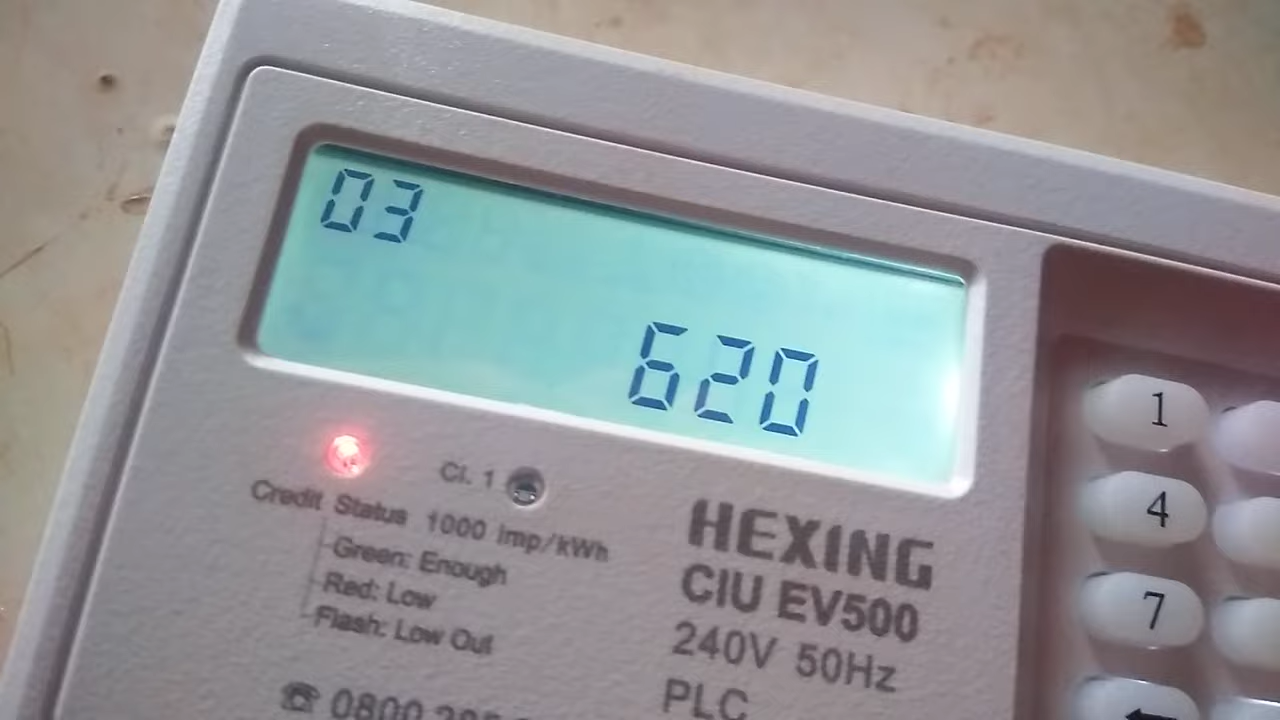 03
620
Cl. 1
Credit Status 1000 imp/kWh
Green: Enough
Red: Low
Flash: Low Out
HEXING
CIU EV500
240V 50Hz
PLC
☏ 0800
1
4
7
←